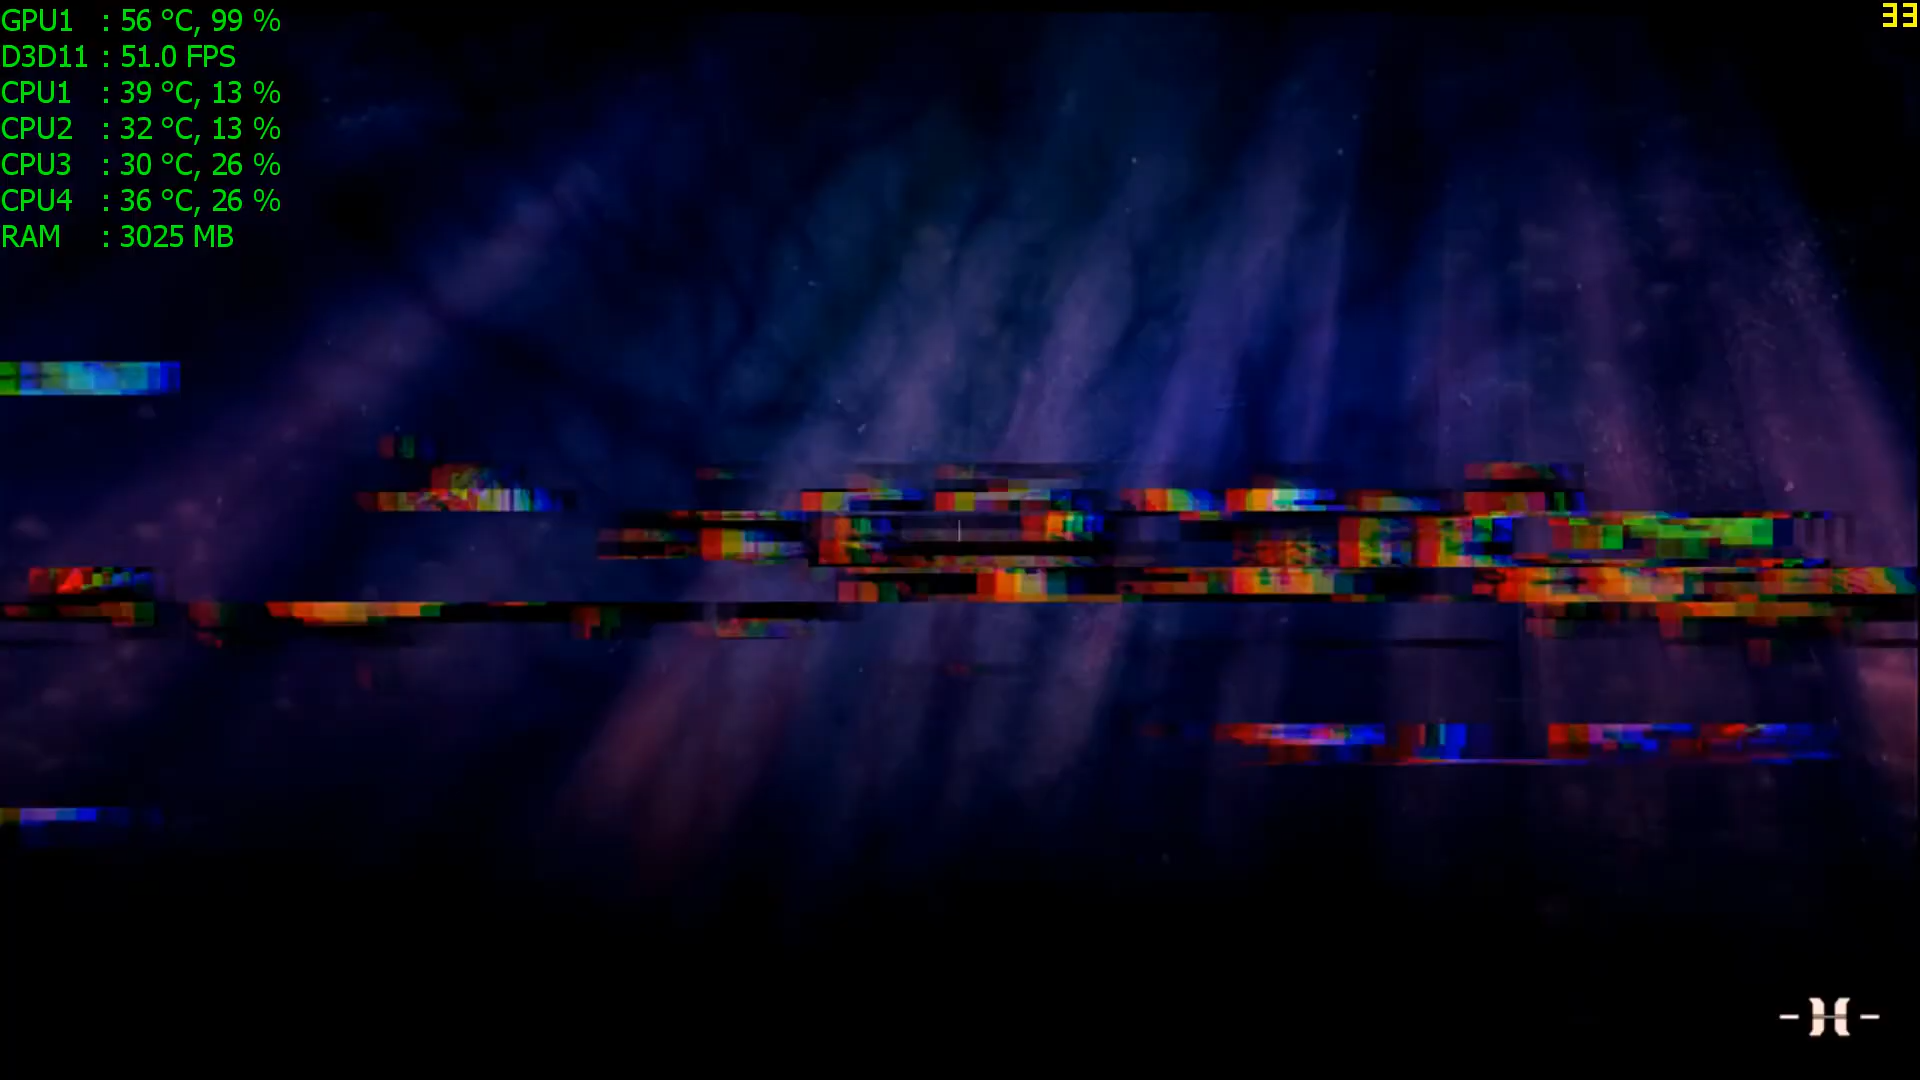 GPU1 : 56 °C, 99 %
33
D3D11 : 51.0 FPS
CPU1 : 39 °C, 13 %
CPU2 : 32 °C, 13 %
CPU3 : 30 °C, 26 %
CPU4 : 36 °C, 26 %
RAM : 3025 MB